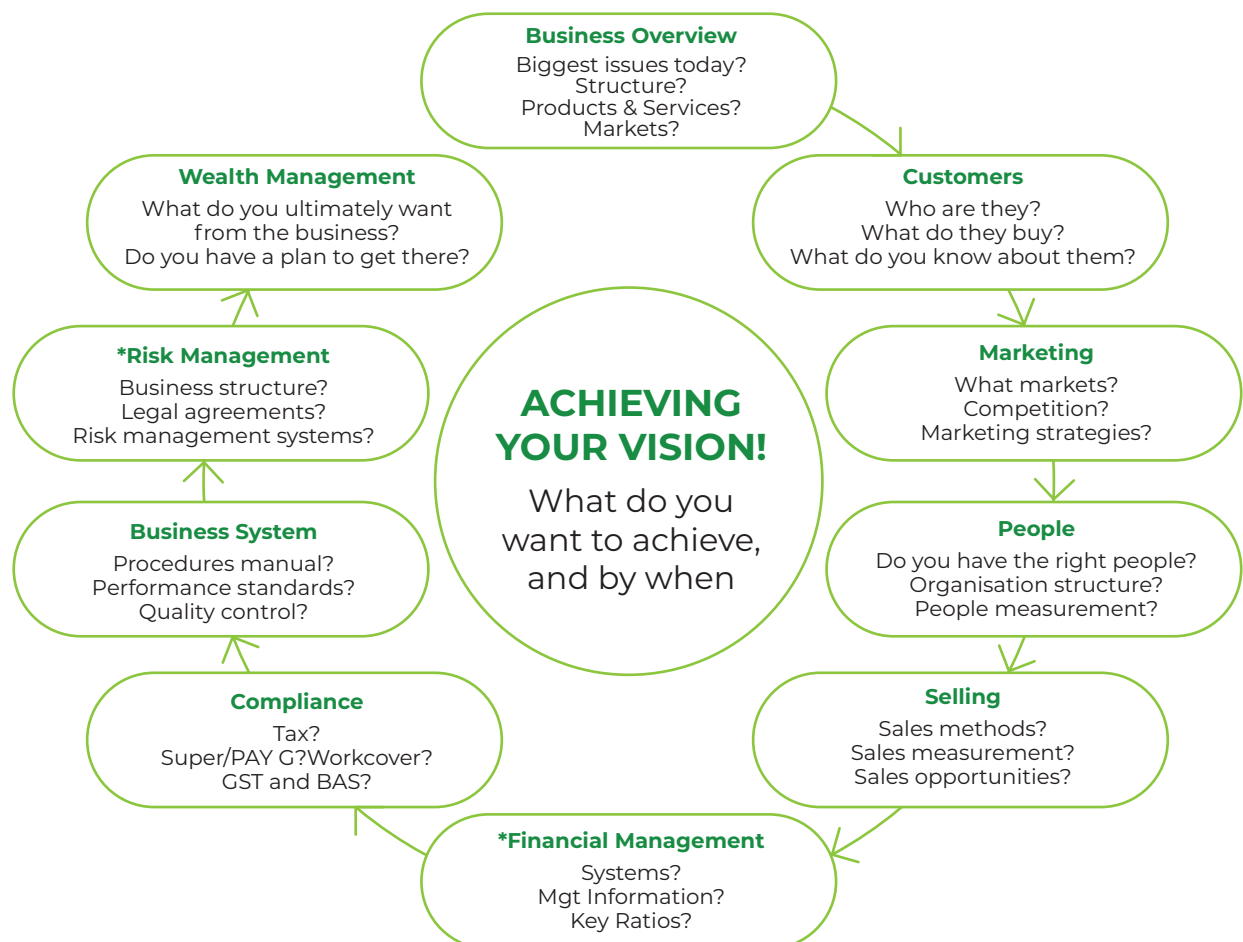 Business Overview
Biggest issues today?
Structure?
Products & Services?
Markets?
Customers
Who are they?
What do they buy?
What do you know about them?
Marketing
What markets?
Competition?
Marketing strategies?
People
Do you have the right people?
Organisation structure?
People measurement?
Selling
Sales methods?
Sales measurement?
Sales opportunities?
*Financial Management
Systems?
Mgt Information?
Key Ratios?
Compliance
Tax?
Super/PAY G?Workcover?
GST and BAS?
Business System
Procedures manual?
Performance standards?
Quality control?
*Risk Management
Business structure?
Legal agreements?
Risk management systems?
Wealth Management
What do you ultimately want
from the business?
Do you have a plan to get there?
ACHIEVING
YOUR VISION!
What do you
want to achieve,
and by when